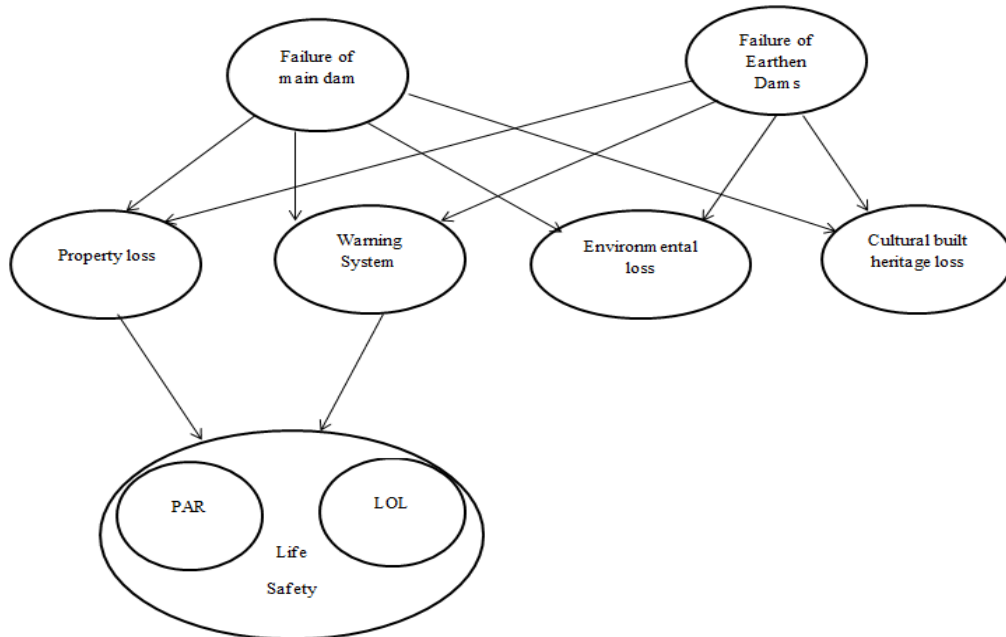 Failure of
main dam
Failure of
Earthen
Dams
Property loss
Warning
System
Environmental
loss
Cultural built
heritage loss
PAR
LOL
Life
Safety